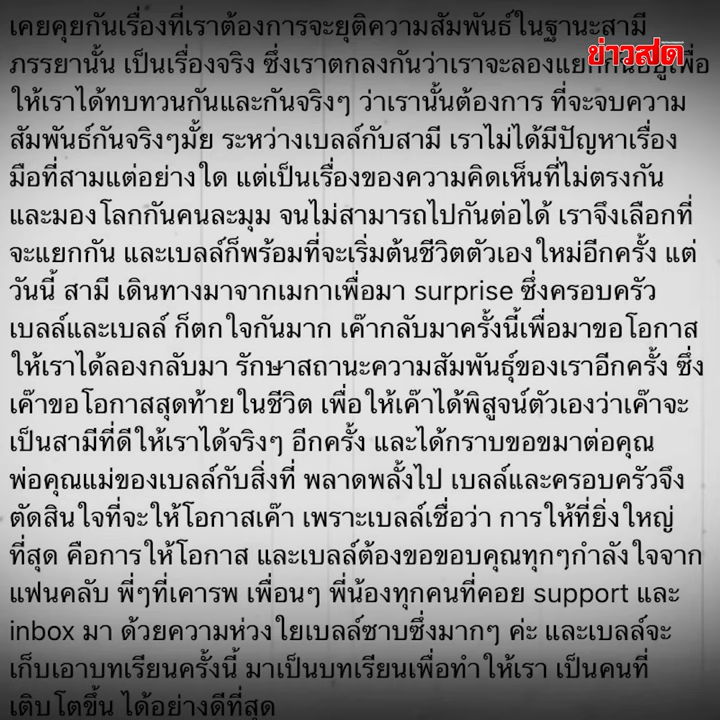 เคยคุยกันเรื่องที่เราต้องการจะยุติความสัมพันธ์ในฐานะสามี
ข่าวสด
ภรรยานั้น เป็นเรื่องจริง ซึ่งเราตกลงกันว่าเราจะลองแยกกันอยู่เพื่อ
ให้เราได้ทบทวนกันและกันจริงๆ ว่าเรานั้นต้องการ ที่จะจบความ
สัมพันธ์กันจริงๆมั้ย ระหว่างเบลล์กับสามี เราไม่ได้มีปัญหาเรื่อง
มือที่สามแต่อย่างใด แต่เป็นเรื่องของความคิดเห็นที่ไม่ตรงกัน
และมองโลกกันคนละมุม จนไม่สามารถไปกันต่อได้ เราจึงเลือกที่
จะแยกกัน และเบลล์ก็พร้อมที่จะเริ่มต้นชีวิตตัวเองใหม่อีกครั้ง แต่
วันนี้ สามี เดินทางมาจากเมกาเพื่อมา surprise ซึ่งครอบครัว
เบลล์และเบลล์ ก็ตกใจกันมาก เค๊ากลับมาครั้งนี้เพื่อมาขอโอกาส
ให้เราได้ลองกลับมา รักษาสถานะความสัมพันธุ์ของเราอีกครั้ง ซึ่ง
เค๊าขอโอกาสสุดท้ายในชีวิต เพื่อให้เค๊าได้พิสูจน์ตัวเองว่าเค๊าจะ
เป็นสามีที่ดีให้เราได้จริงๆ อีกครั้ง และได้กราบขอขมาต่อคุณ
พ่อคุณแม่ของเบลล์กับสิ่งที่ พลาดพลั้งไป เบลล์และครอบครัวจึง
ตัดสินใจที่จะให้โอกาสเค๊า เพราะเบลล์เชื่อว่า การให้ที่ยิ่งใหญ่
ที่สุด คือการให้โอกาส และเบลล์ต้องขอขอบคุณทุกๆกำลังใจจาก
แฟนคลับ พี่ๆที่เคารพ เพื่อนๆ พี่น้องทุกคนที่คอย support และ
inbox มา ด้วยความห่วงใยเบลล์ซาบซึ่งมากๆ ค่ะ และเบลล์จะ
เก็บเอาบทเรียนครั้งนี้ มาเป็นบทเรียนเพื่อทำให้เรา เป็นคนที่
เติบโตขึ้น ได้อย่างดีที่สุด